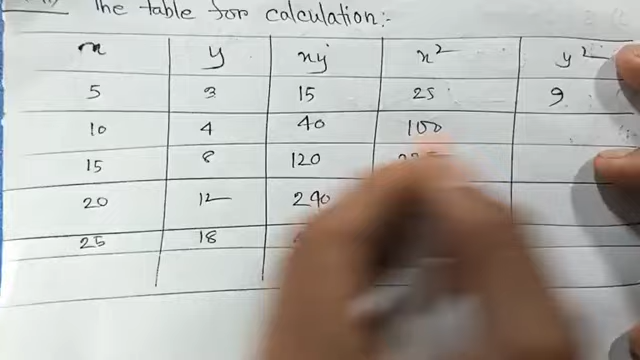 The table for calculation:-
x y xy x² y²
5 3 15 25 9
10 4 40 100
15 8 120
20 12 240
25 18